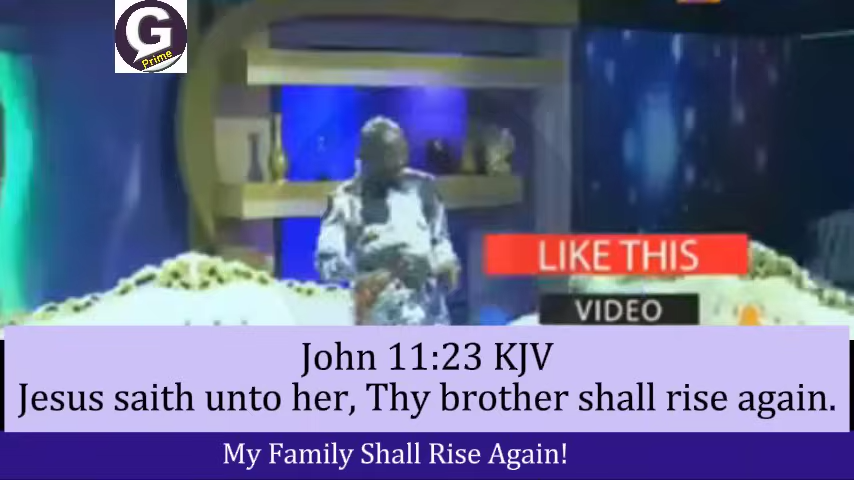 G
Prime
LIKE THIS
VIDEO
John 11:23 KJV
Jesus saith unto her, Thy brother shall rise again.
My Family Shall Rise Again!